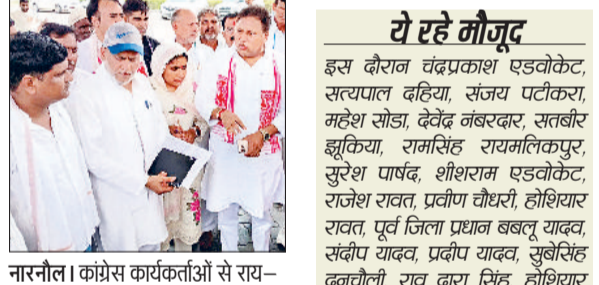 नारनौल। कांग्रेस कार्यकर्ताओं से राय-
ये रहे मौजूद
इस दौरान चंद्रप्रकाश एडवोकेट,
सत्यपाल दहिया, संजय पटीकरा,
महेश सोडा, देवेंद्र नंबरदार, सतबीर
झूकिया, रामसिंह रायमलिकपुर,
सुरेश पार्षद, शीशराम एडवोकेट,
राजेश रावत, प्रवीण चौधरी, होशियार
रावत, पूर्व जिला प्रधान बबलू यादव,
संदीप यादव, प्रदीप यादव, सुबेसिंह
दनचौली, राव दारा सिंह, होशियार